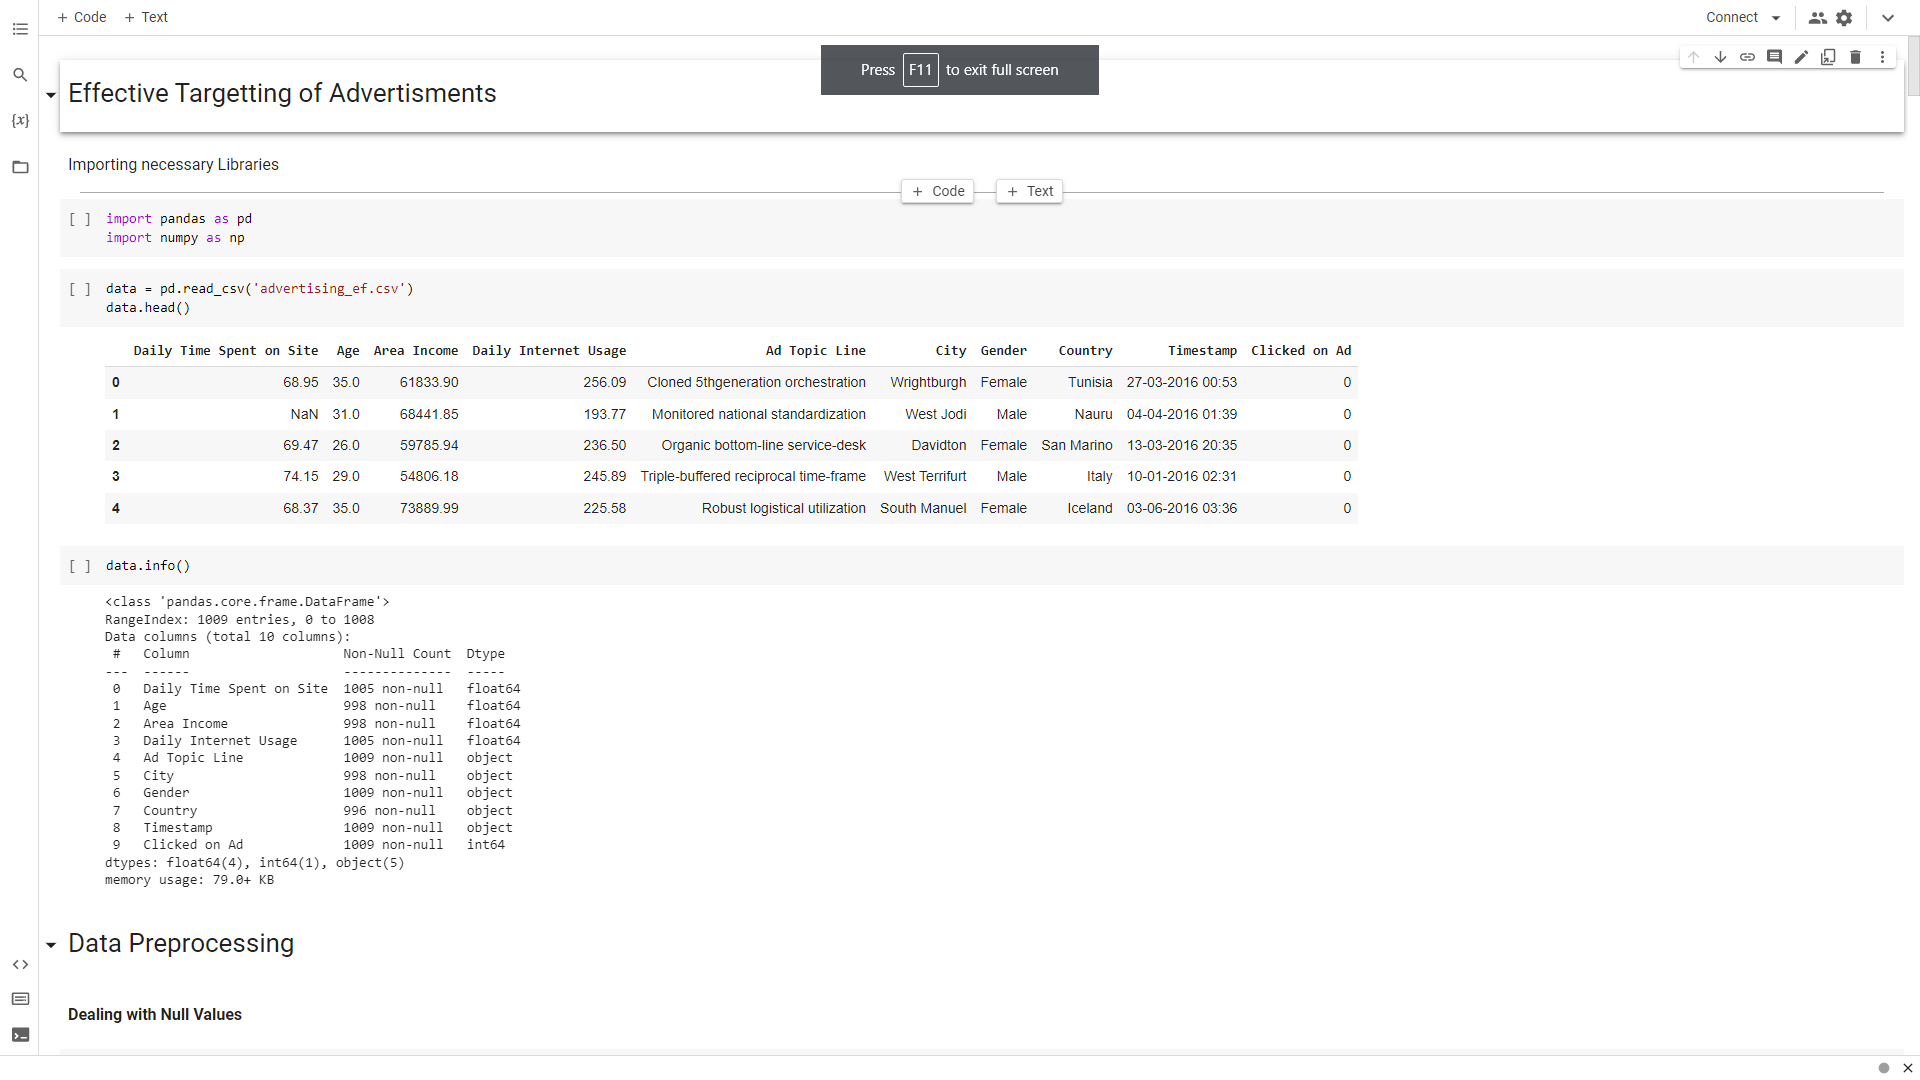 + Code + Text
Connect
Press F11 to exit full screen
Effective Targetting of Advertisments
{x}
Importing necessary Libraries
+ Code + Text
[ ] import pandas as pd
import numpy as np
[ ] data = pd.read_csv('advertising_ef.csv')
data.head()
Daily Time Spent on Site Age Area Income Daily Internet Usage Ad Topic Line City Gender Country Timestamp Clicked on Ad
0 68.95 35.0 61833.90 256.09 Cloned 5thgeneration orchestration Wrightburgh Female Tunisia 27-03-2016 00:53 0
1 NaN 31.0 68441.85 193.77 Monitored national standardization West Jodi Male Nauru 04-04-2016 01:39 0
2 69.47 26.0 59785.94 236.50 Organic bottom-line service-desk Davidton Female San Marino 13-03-2016 20:35 0
3 74.15 29.0 54806.18 245.89 Triple-buffered reciprocal time-frame West Terrifurt Male Italy 10-01-2016 02:31 0
4 68.37 35.0 73889.99 225.58 Robust logistical utilization South Manuel Female Iceland 03-06-2016 03:36 0
[ ] data.info()
<class 'pandas.core.frame.DataFrame'>
RangeIndex: 1009 entries, 0 to 1008
Data columns (total 10 columns):
# Column Non-Null Count Dtype
--- ------ -------------- -----
0 Daily Time Spent on Site 1005 non-null float64
1 Age 998 non-null float64
2 Area Income 998 non-null float64
3 Daily Internet Usage 1005 non-null float64
4 Ad Topic Line 1009 non-null object
5 City 998 non-null object
6 Gender 1009 non-null object
7 Country 996 non-null object
8 Timestamp 1009 non-null object
9 Clicked on Ad 1009 non-null int64
dtypes: float64(4), int64(1), object(5)
memory usage: 79.0+ KB
Data Preprocessing
Dealing with Null Values